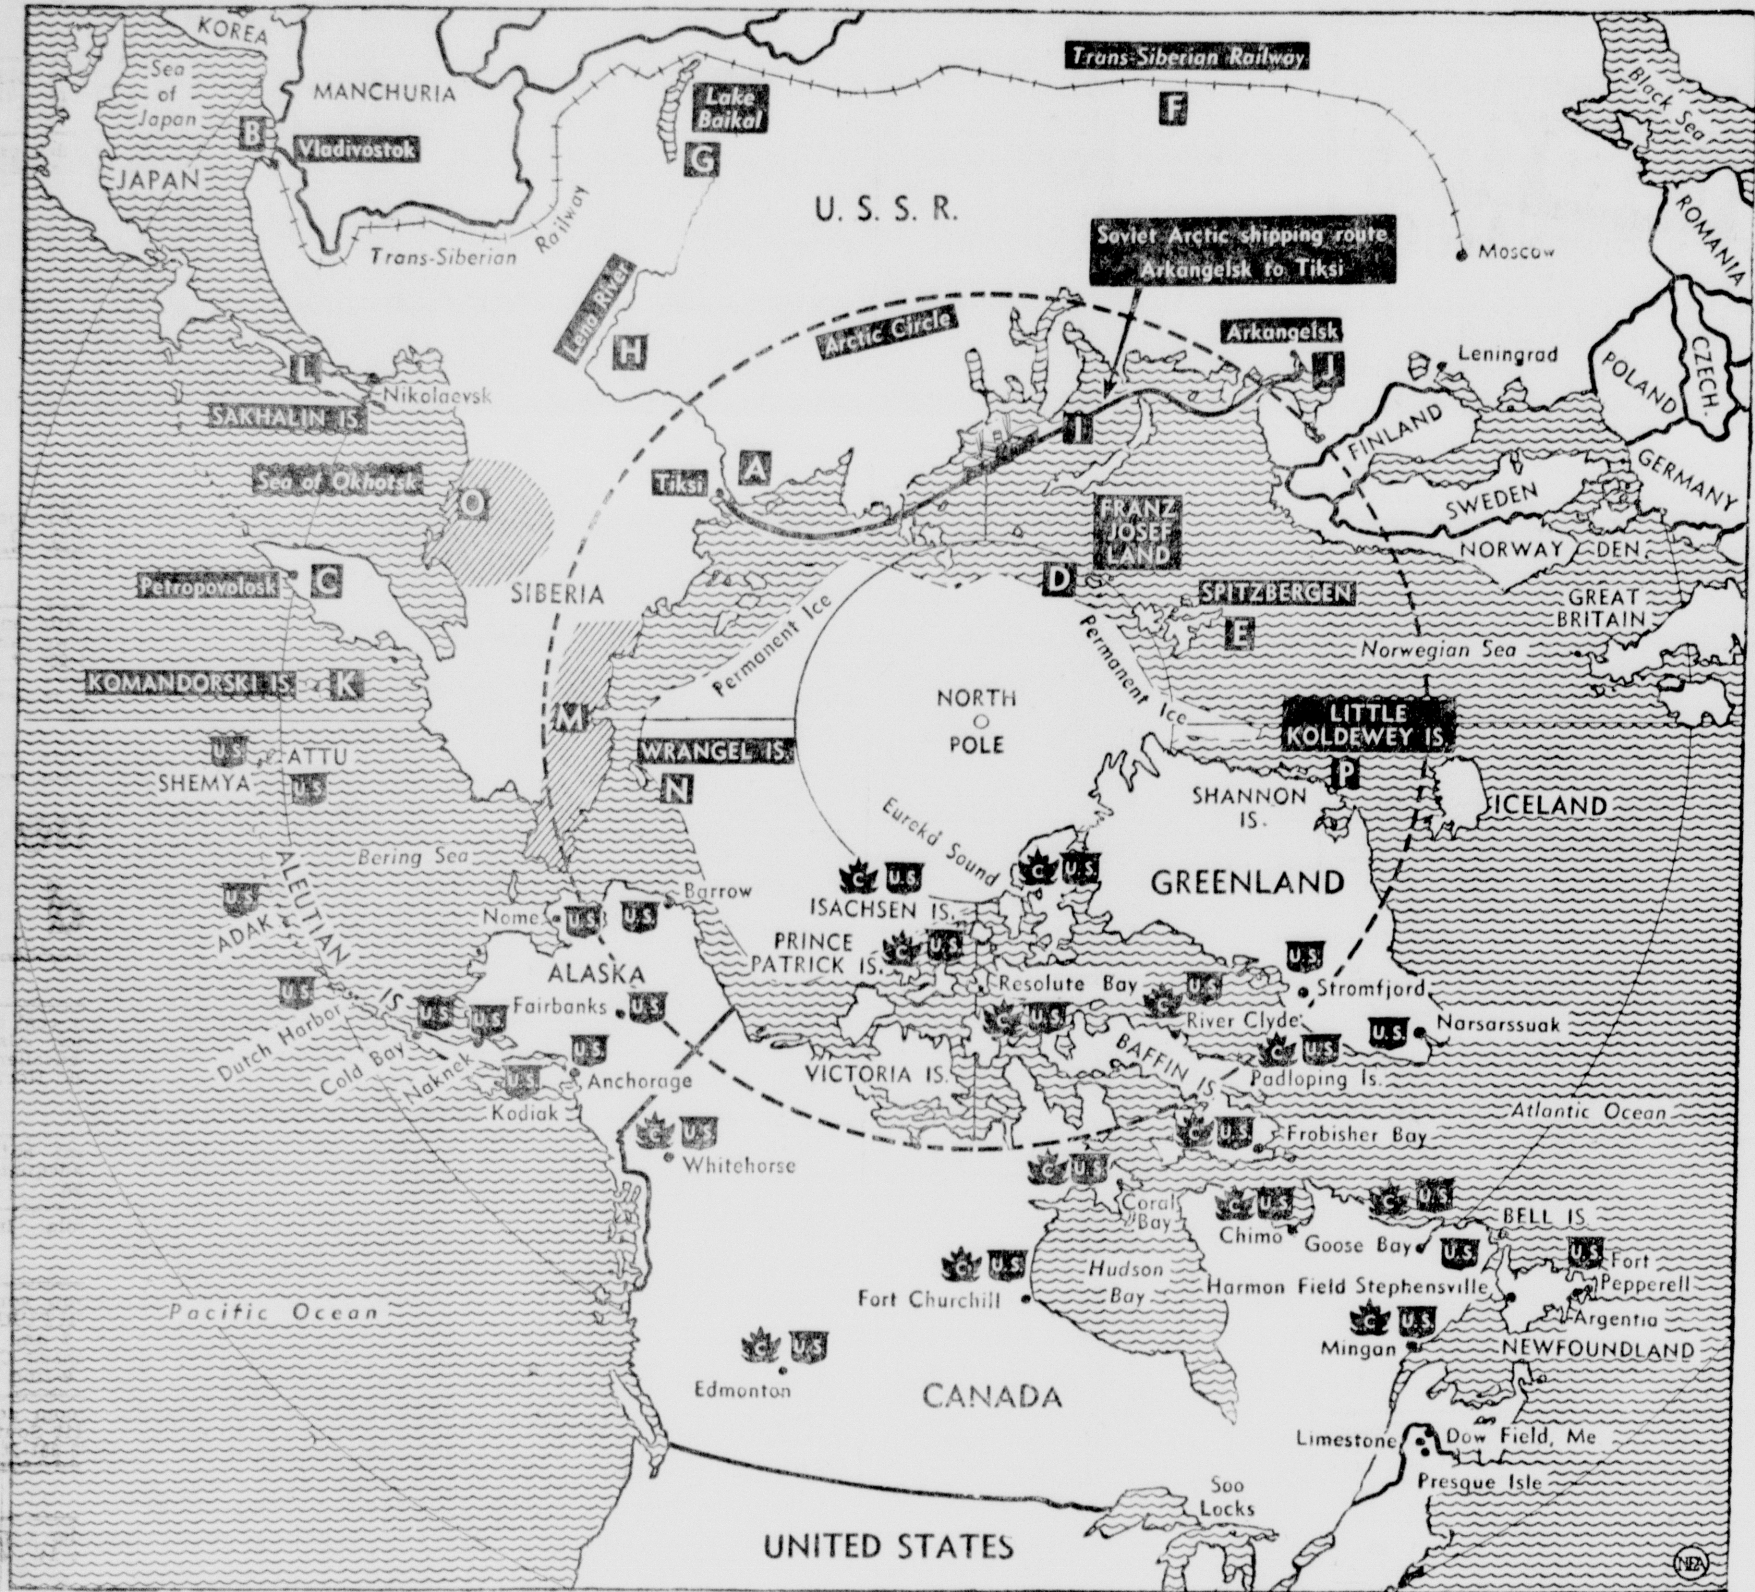 KOREA
Sea
of
Japan
MANCHURIA
B
Vladivostok
JAPAN
Trans-Siberian
Railway
Lake
Baikal
G
Trans-Siberian Railway
F
Black Sea
U. S. S. R.
ROMANIA
Moscow
Soviet Arctic shipping route
Arkangelsk to Tiksi
Lena River
H
Arctic Circle
Arkangelsk
J
Leningrad
POLAND
CZECH.
L
Nikolaevsk
SAKHALIN IS.
FINLAND
I
Sea of Okhotsk
O
Tiksi
A
GERMANY
SWEDEN
FRANZ
JOSEF
LAND
NORWAY
DEN.
Petropovolosk
C
SIBERIA
D
SPITZBERGEN
E
GREAT
BRITAIN
Permanent Ice
Permanent Ice
Norwegian Sea
KOMANDORSKI IS.
K
NORTH
POLE
M
WRANGEL IS.
N
LITTLE
KOLDEWEY IS.
P
U.S.
ATTU
SHEMYA
U.S.
SHANNON
IS.
ICELAND
Bering Sea
Eureka Sound
ALEUTIAN
IS.
U.S.
ADAK
C U.S.
ISACHSEN IS.
C U.S.
GREENLAND
Barrow
Nome
U.S.
U.S.
PRINCE
PATRICK IS.
C U.S.
ALASKA
Fairbanks
U.S.
Resolute Bay
C U.S.
C U.S.
River Clyde
U.S.
Stromfjord
U.S.
Narsarssuak
U.S.
Dutch Harbor
U.S.
Cold Bay
U.S.
Naknek
U.S.
Anchorage
U.S.
Kodiak
VICTORIA IS.
BAFFIN IS.
C U.S.
Padloping Is.
Atlantic Ocean
C U.S.
Whitehorse
C U.S.
Frobisher Bay
C U.S.
Coral
Bay
C U.S.
Chimo
C U.S.
Goose Bay
BELL IS.
U.S.
Harmon Field Stephensville
U.S.
Fort
Pepperell
Argentia
NEWFOUNDLAND
C U.S.
Fort Churchill
Hudson
Bay
Pacific Ocean
C U.S.
Mingan
C U.S.
Edmonton
CANADA
Limestone
Dow Field, Me
Presque Isle
Soo
Locks
UNITED STATES
NEA